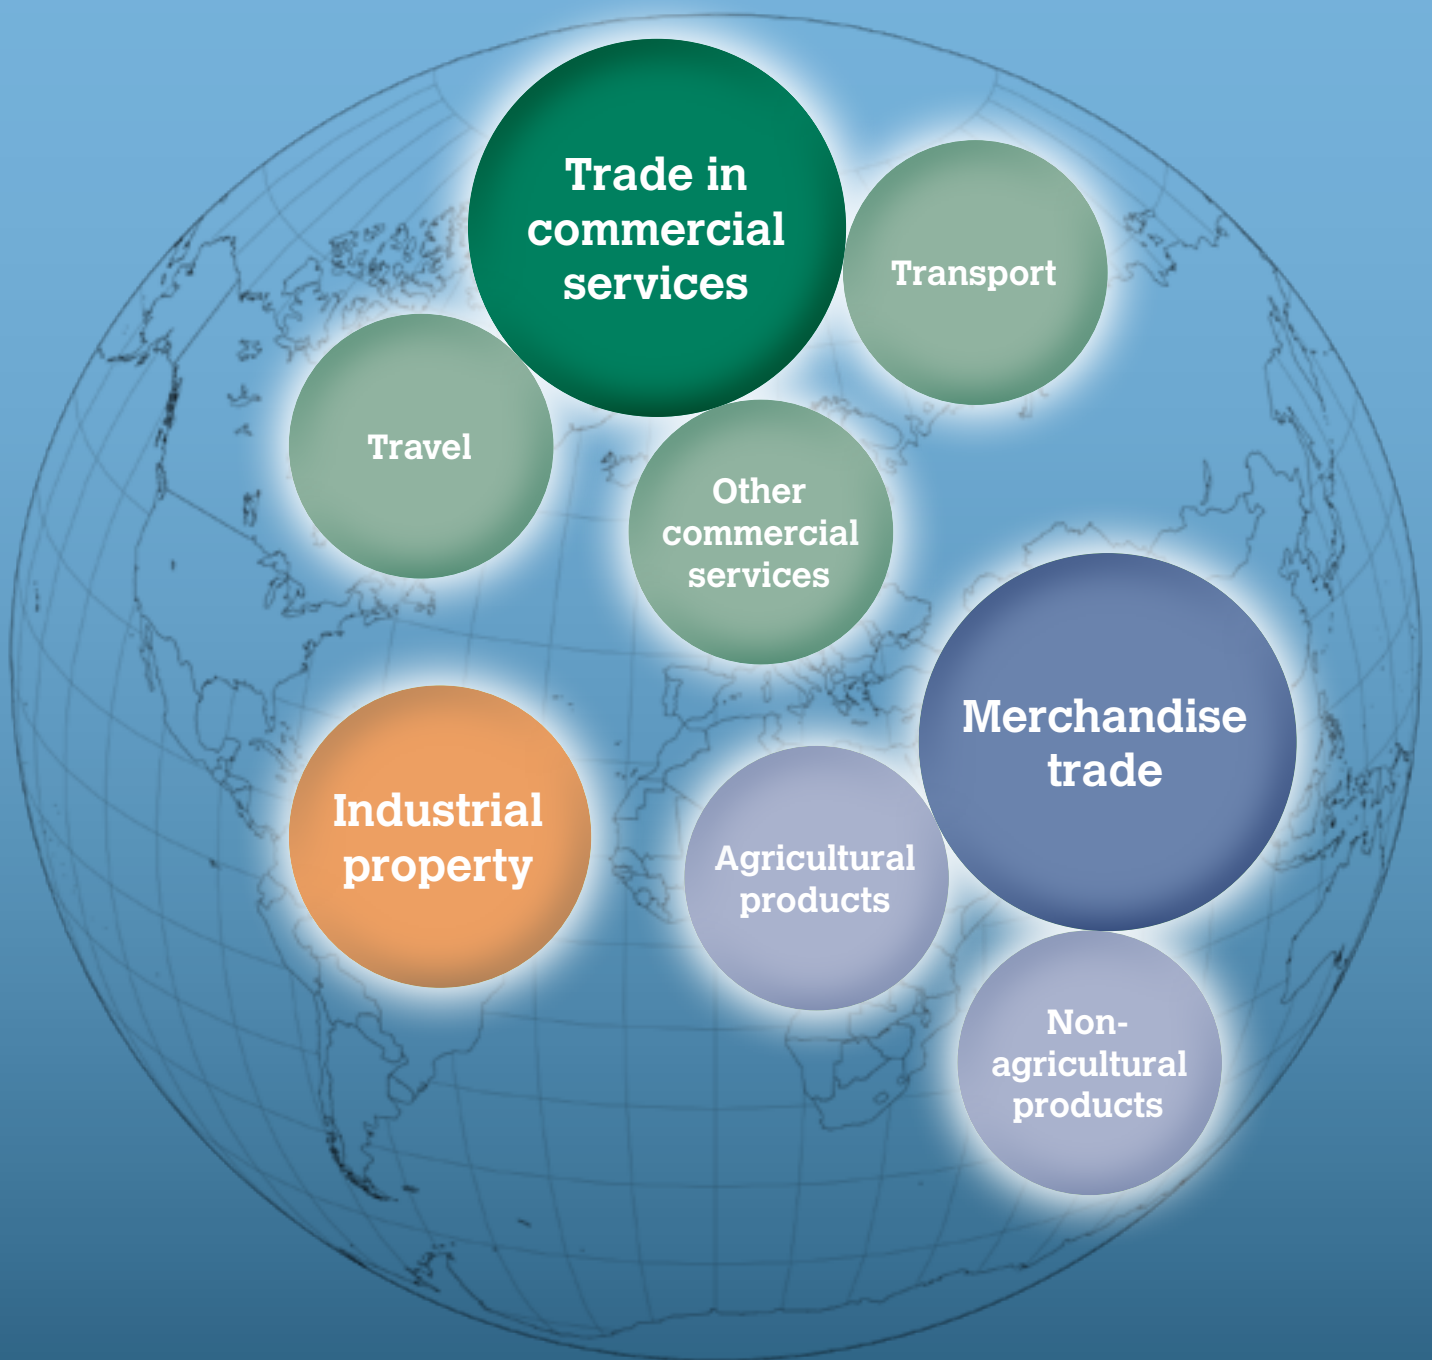 Trade in
commercial
services
Transport
Travel
Other
commercial
services
Merchandise
trade
Industrial
property
Agricultural
products
Non-
agricultural
products